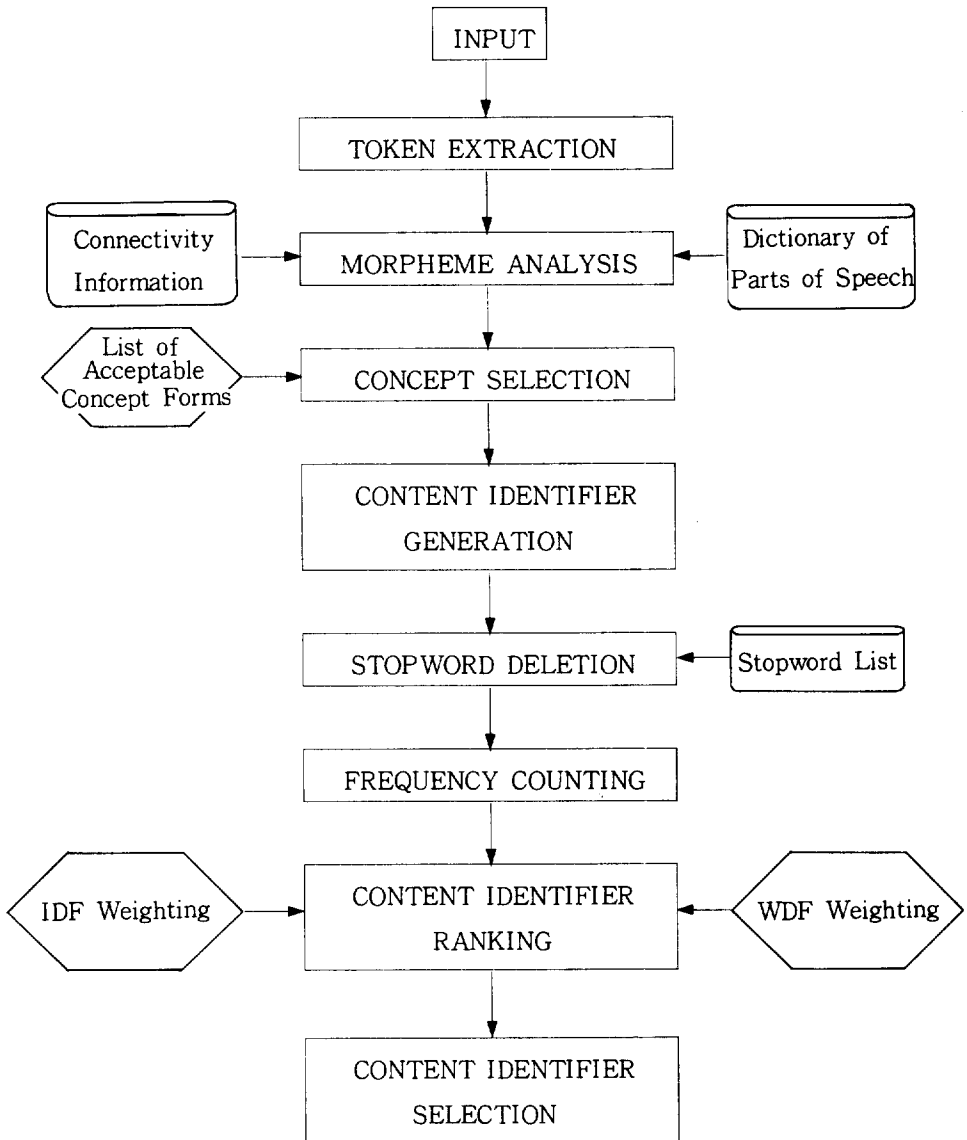 INPUT
TOKEN EXTRACTION
Connectivity
Information
MORPHEME ANALYSIS
Dictionary of
Parts of Speech
List of
Acceptable
Concept Forms
CONCEPT SELECTION
CONTENT IDENTIFIER
GENERATION
STOPWORD DELETION
Stopword List
FREQUENCY COUNTING
IDF Weighting
CONTENT IDENTIFIER
RANKING
WDF Weighting
CONTENT IDENTIFIER
SELECTION